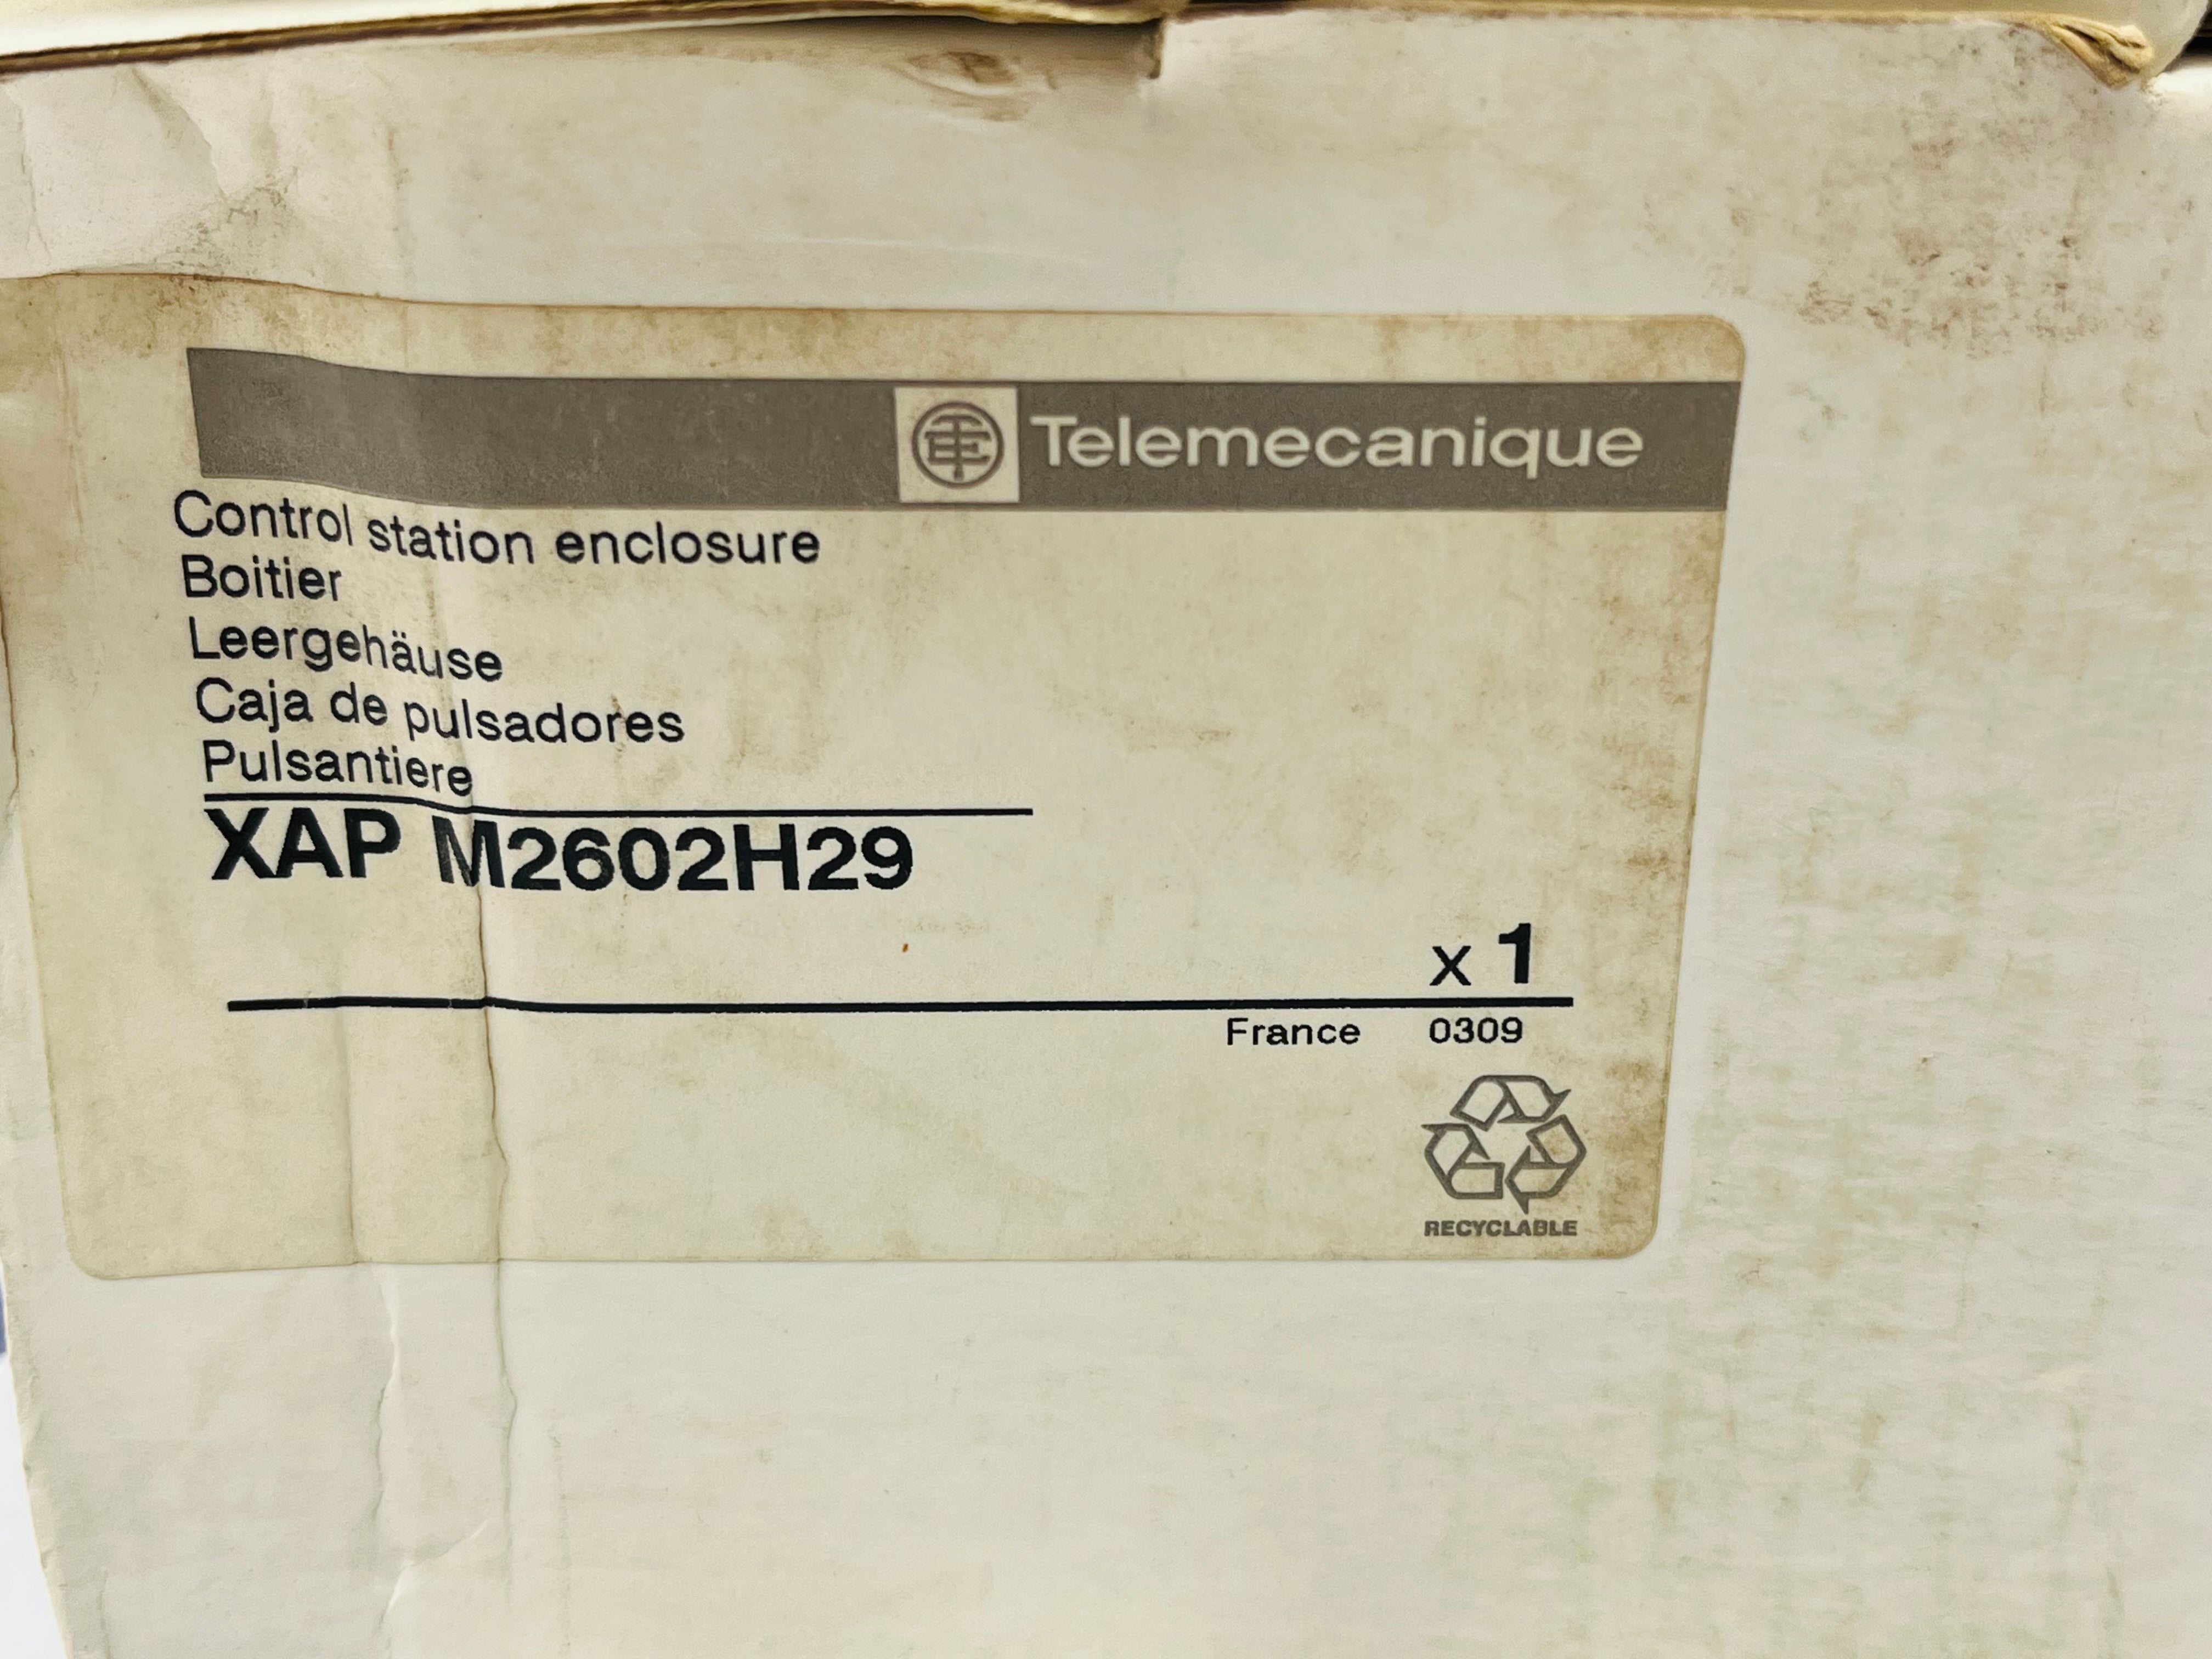 Telemecanique
Control station enclosure
Boitier
Leergehäuse
Caja de pulsadores
Pulsantiere
XAP M2602H29
x 1
France 0309
RECYCLABLE